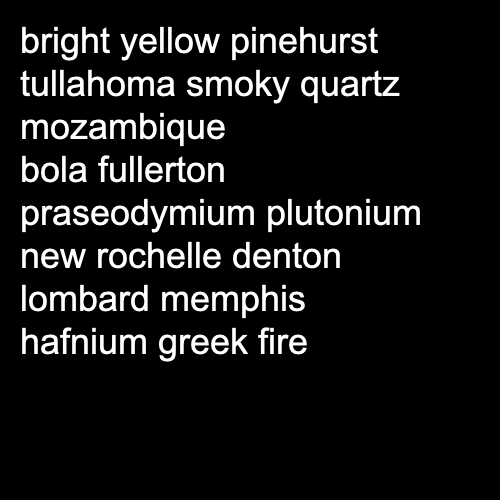 bright yellow pinehurst
tullahoma smoky quartz
mozambique
bola fullerton
praseodymium plutonium
new rochelle denton
lombard memphis
hafnium greek fire